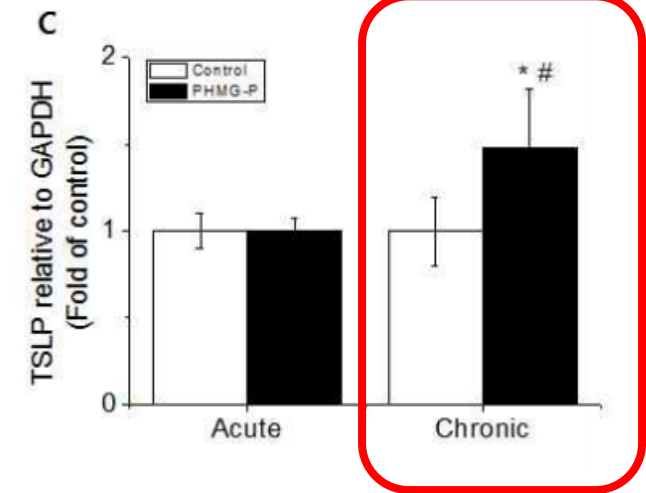 C
TSLP relative to GAPDH
(Fold of control)
2
1
0
Control
PHMG-P
* #
Acute
Chronic